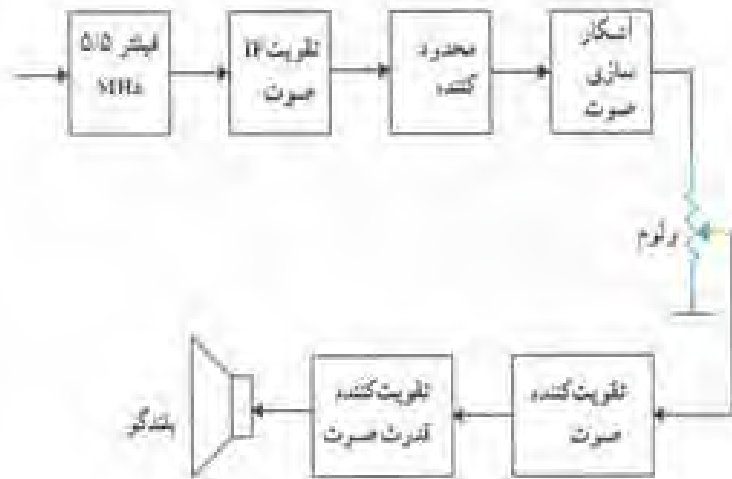 فیلتر ۵/۵
MHz
تقویت IF
صوت
محدود
کننده
آشکار
سازی
صوت
ولوم
تقویت‌کننده
صوت
تقویت‌کننده
قدرت صوت
بلندگو